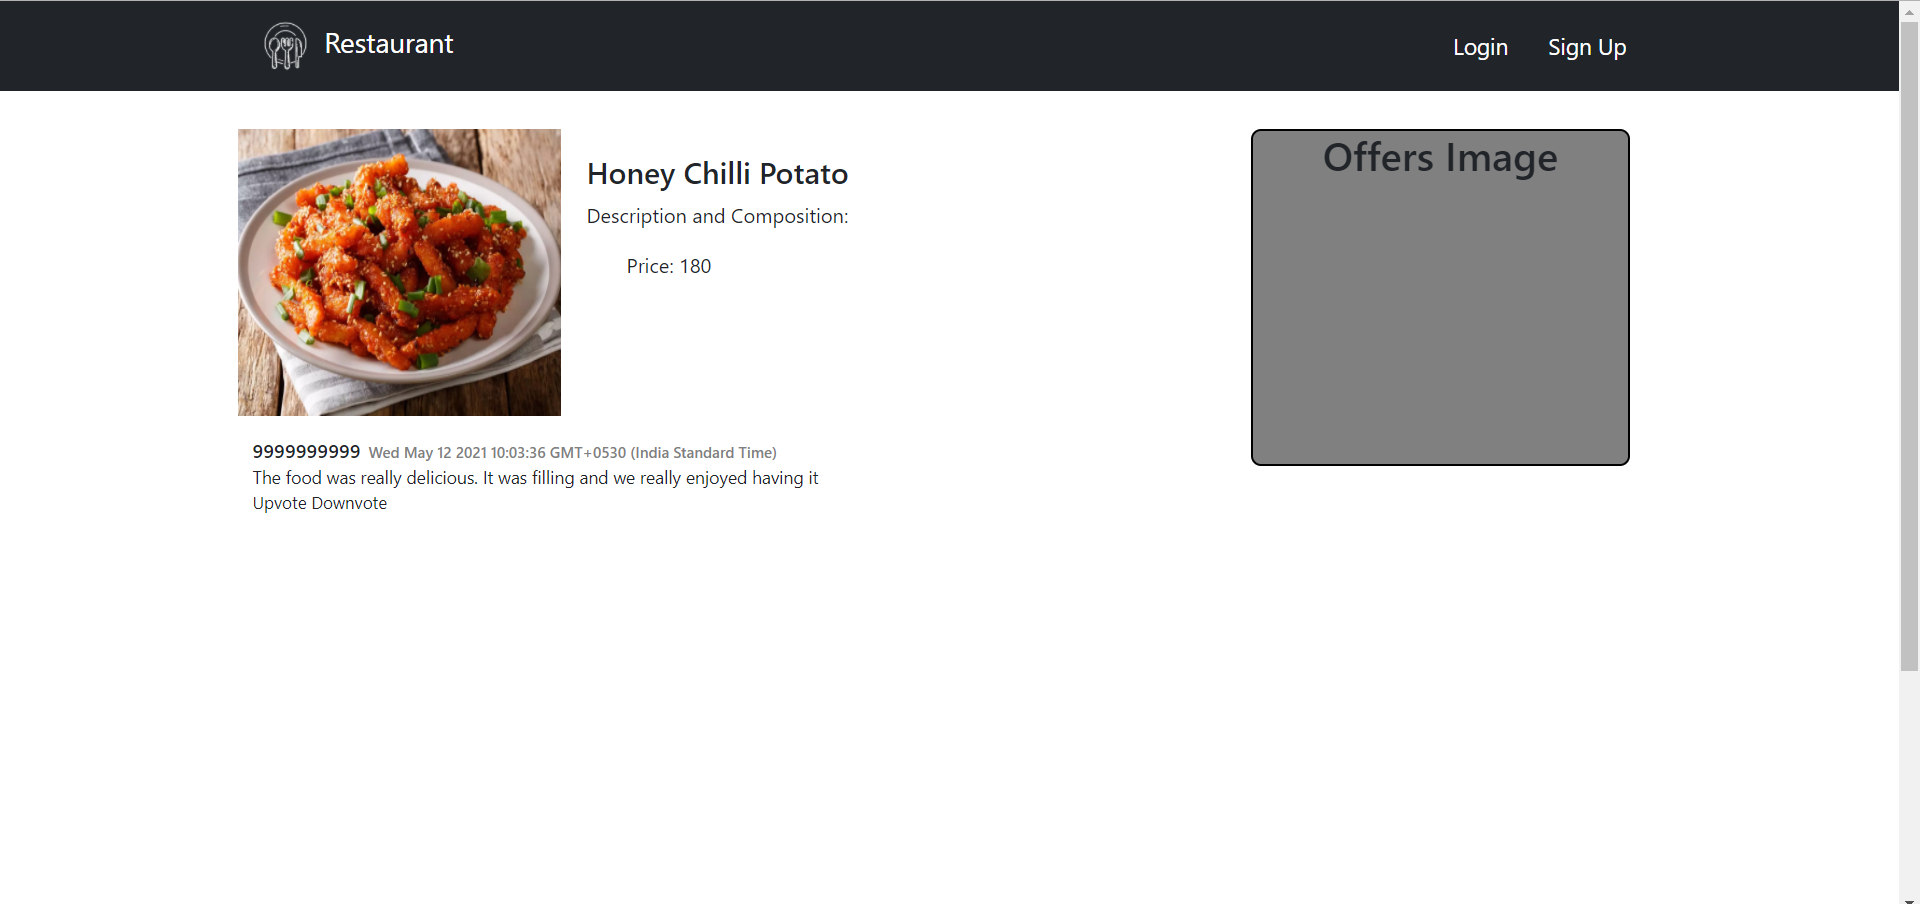 Restaurant
Login
Sign Up
Honey Chilli Potato
Description and Composition:
Price: 180
Offers Image
9999999999 Wed May 12 2021 10:03:36 GMT+0530 (India Standard Time)
The food was really delicious. It was filling and we really enjoyed having it
Upvote Downvote